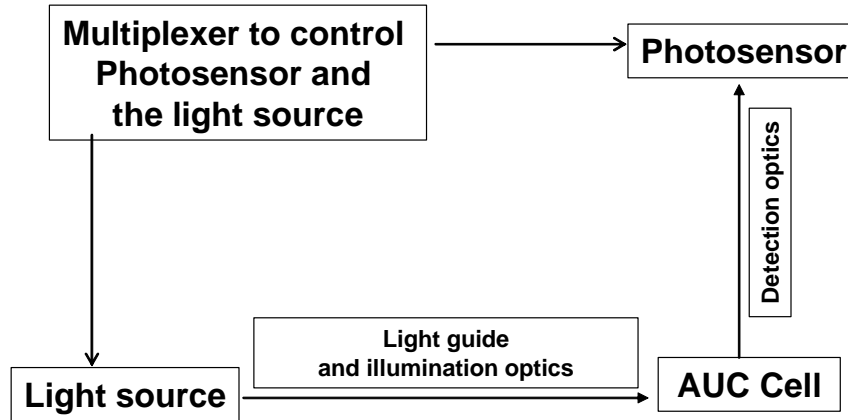 Multiplexer to control
Photosensor and
the light source
Photosensor
Detection optics
Light guide
and illumination optics
Light source
AUC Cell